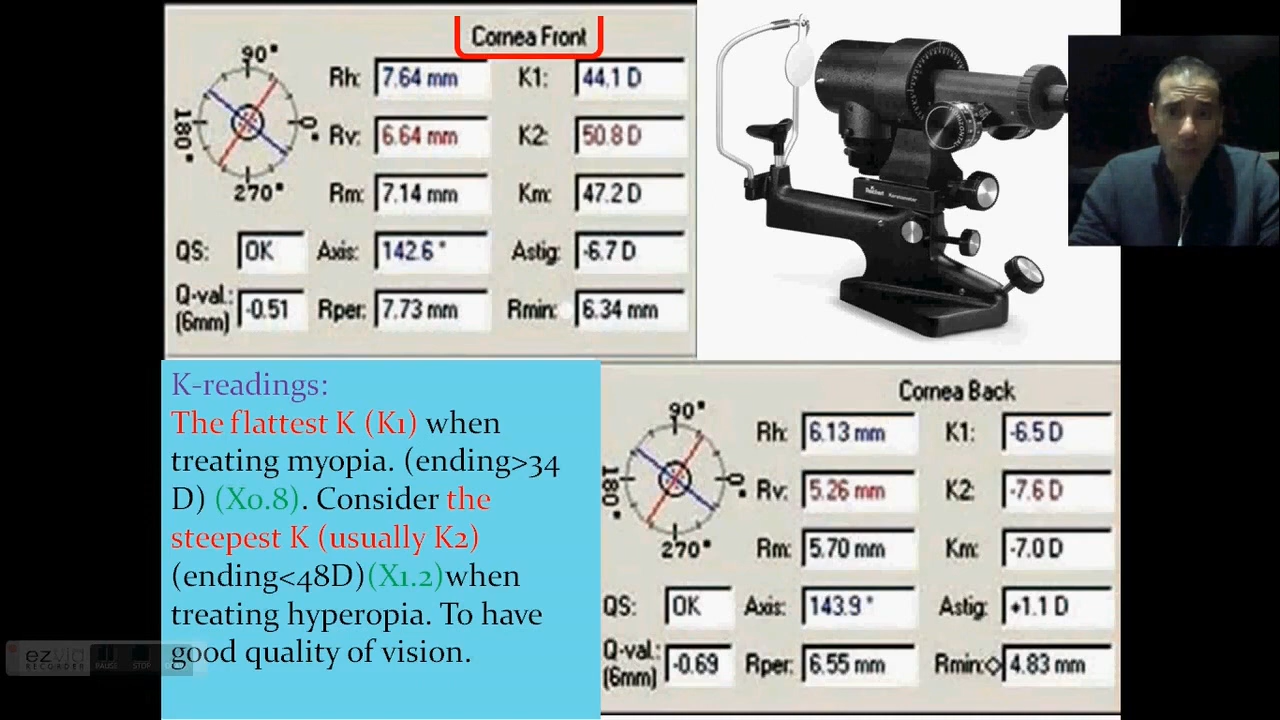 Cornea Front
90°
180°
0°
270°
Rh: 7.64 mm K1: 44.1 D
Rv: 6.64 mm K2: 50.8 D
Rm: 7.14 mm Km: 47.2 D
QS: OK Axis: 142.6 ° Astig: -6.7 D
Q-val.: (6mm) -0.51 Rper: 7.73 mm Rmin: 6.34 mm
K-readings:
The flattest K (K1) when
treating myopia. (ending>34
D) (X0.8). Consider the
steepest K (usually K2)
(ending<48D)(X1.2)when
treating hyperopia. To have
good quality of vision.
Cornea Back
90°
180°
0°
270°
Rh: 6.13 mm K1: -6.5 D
Rv: 5.26 mm K2: -7.6 D
Rm: 5.70 mm Km: -7.0 D
QS: OK Axis: 143.9 ° Astig: +1.1 D
Q-val.: (6mm) -0.69 Rper: 6.55 mm Rmin: 4.83 mm
ezvid
RECORDER
PAUSE STOP